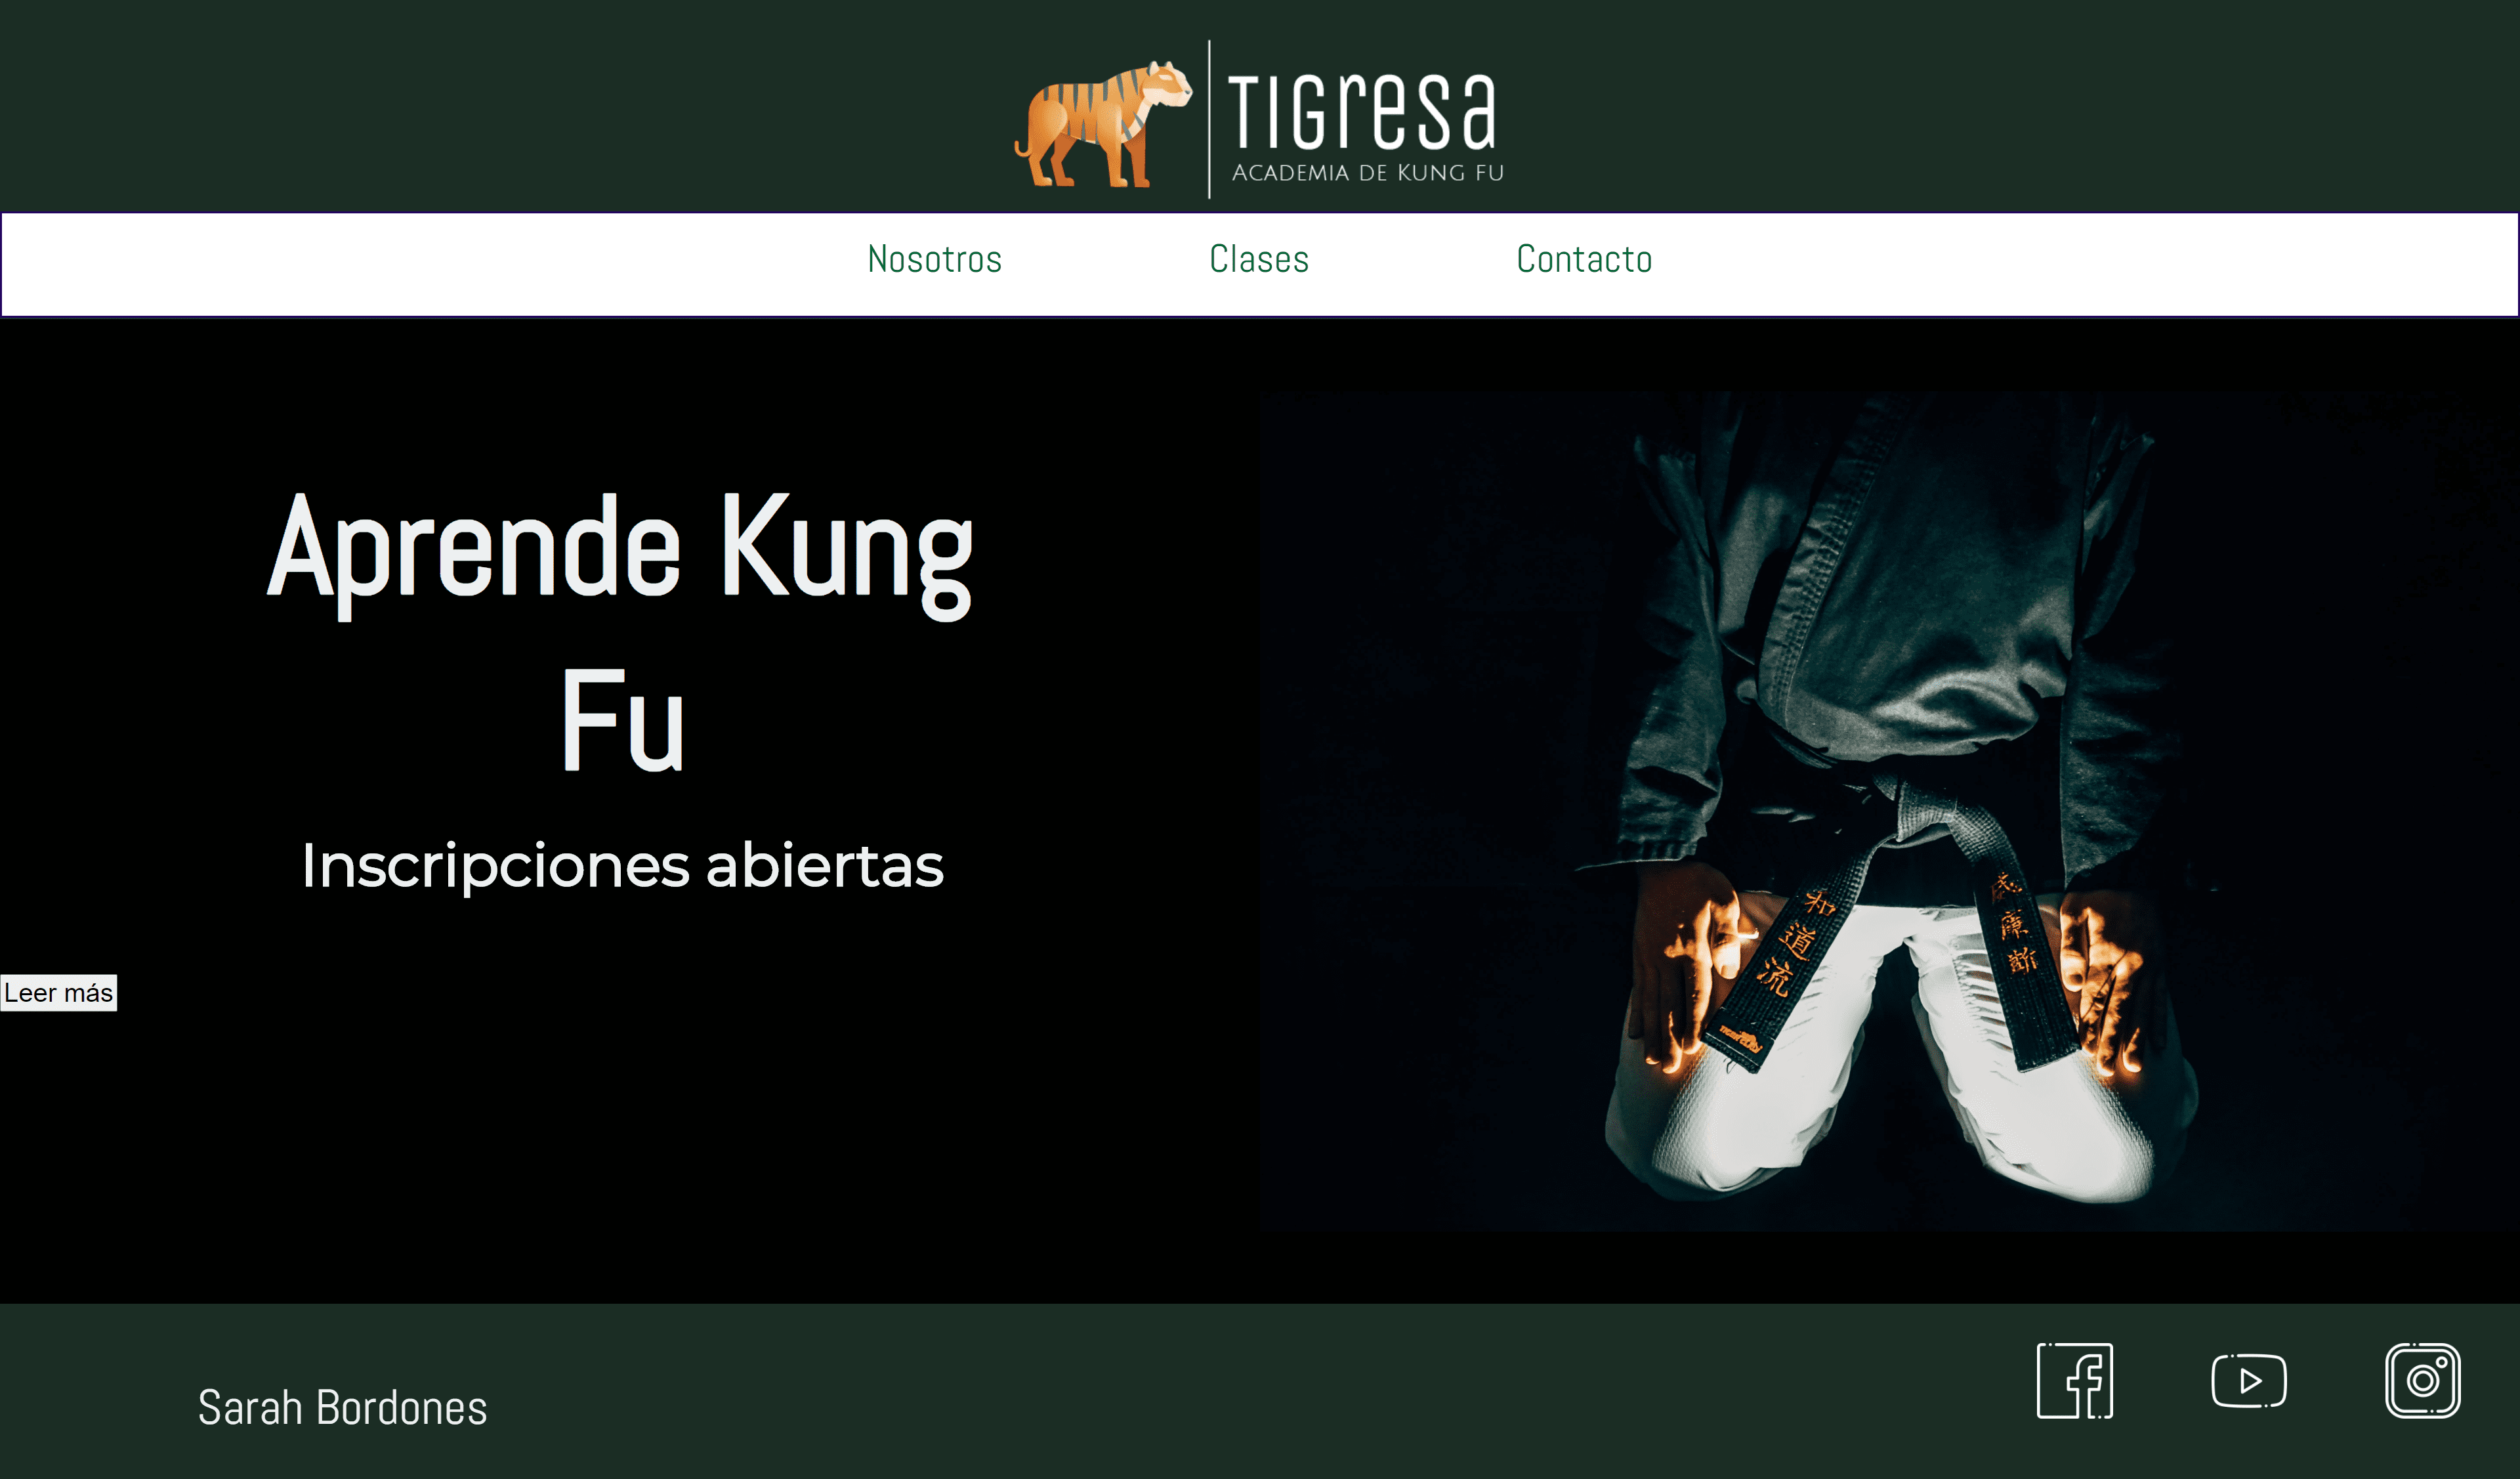 TIGresa
Academia de Kung fu
Nosotros Clases Contacto
Aprende Kung
Fu
Inscripciones abiertas
Leer más
和道流
Sarah Bordones